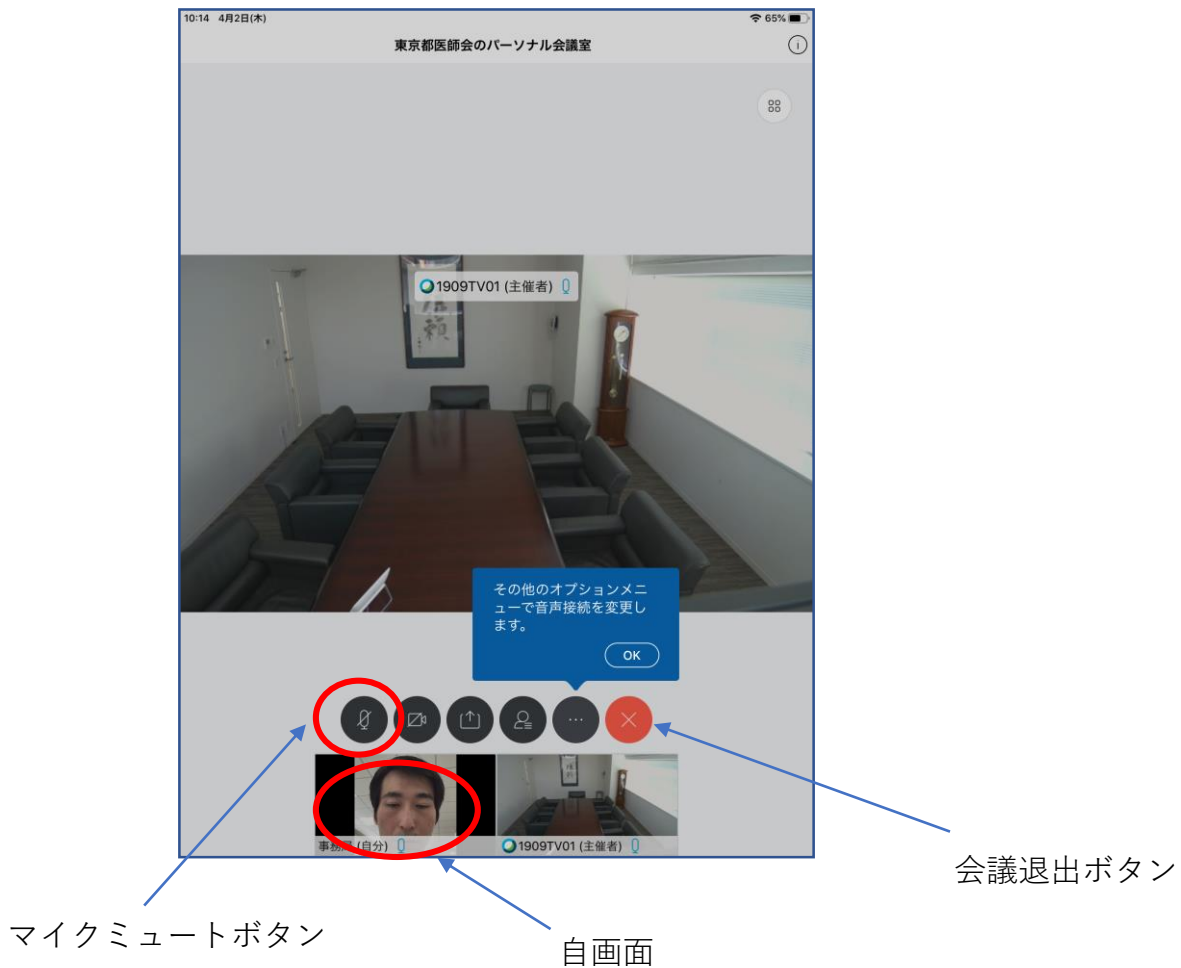 10:14 4月2日(木)
65%
東京都医師会のパーソナル会議室
1909TV01 (主催者)
その他のオプションメニ
ューで音声接続を変更し
ます。
OK
(自分)
1909TV01 (主催者)
会議退出ボタン
マイクミュートボタン
自画面